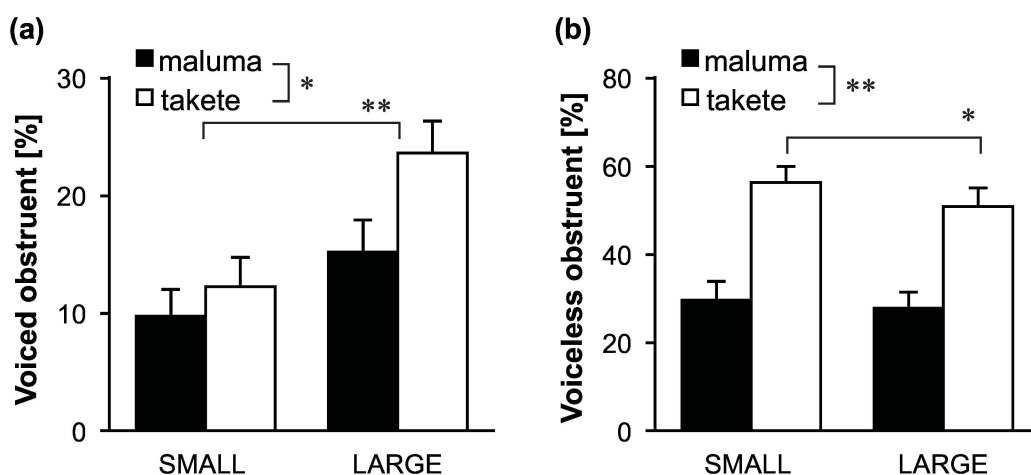 (a)
maluma
takete
*
**
30
20
10
0
Voiced obstruent [%]
SMALL LARGE
(b)
maluma
takete
**
*
80
60
40
20
0
Voiceless obstruent [%]
SMALL LARGE